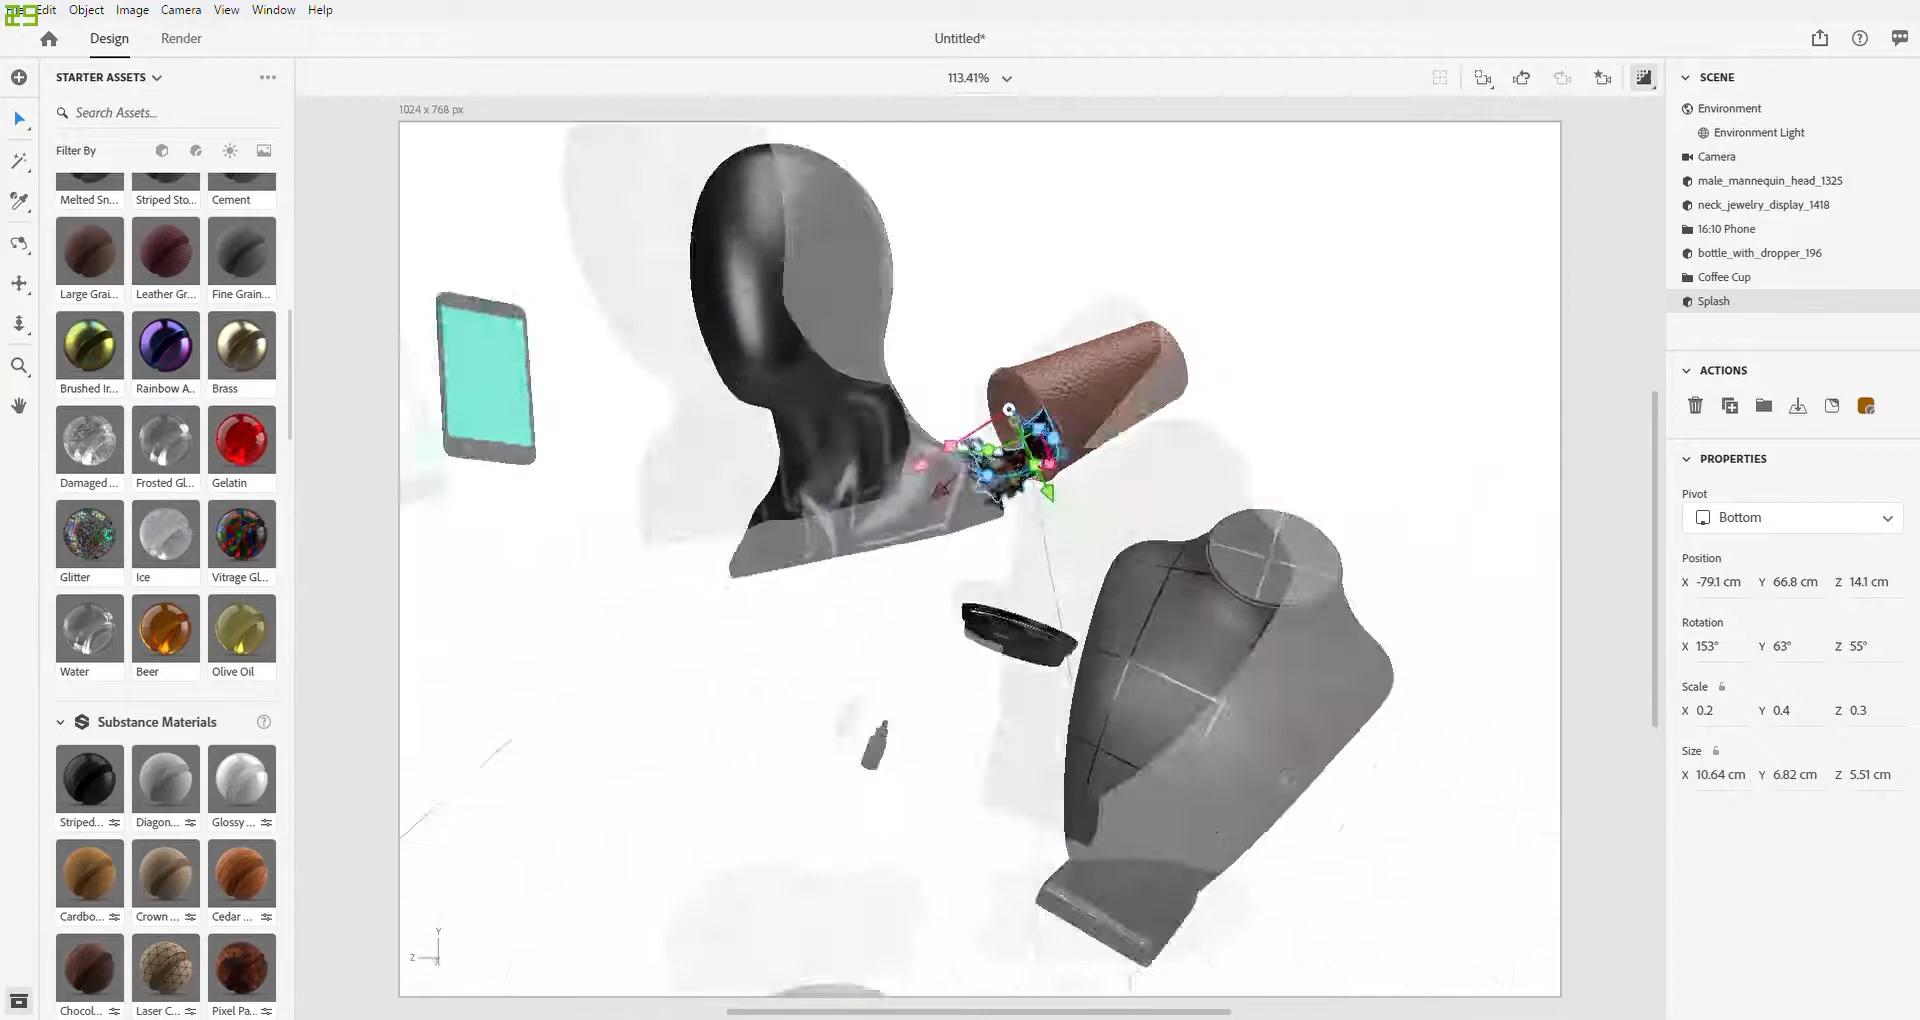 Edit Object Image Camera View Window Help
Design Render Untitled*
STARTER ASSETS
113.41%
1024 x 768 px
Search Assets...
Filter By
Melted Sn... Striped Sto... Cement
Large Grai... Leather Gr... Fine Grain...
Brushed Ir... Rainbow A.. Brass
Damaged ... Frosted Gl... Gelatin
Glitter Ice Vitrage Gl...
Water Beer Olive Oil
Substance Materials
Striped... Diagon... Glossy ...
Cardbo... Crown ... Cedar ...
Chocol... Laser C... Pixel Pa...
Y
Z
SCENE
Environment
Environment Light
Camera
male_mannequin_head_1325
neck_jewelry_display_1418
16:10 Phone
bottle_with_dropper_196
Coffee Cup
Splash
ACTIONS
PROPERTIES
Pivot
Bottom
Position
X -79.1 cm Y 66.8 cm Z 14.1 cm
Rotation
X 153° Y 63° Z 55°
Scale
X 0.2 Y 0.4 Z 0.3
Size
X 10.64 cm Y 6.82 cm Z 5.51 cm